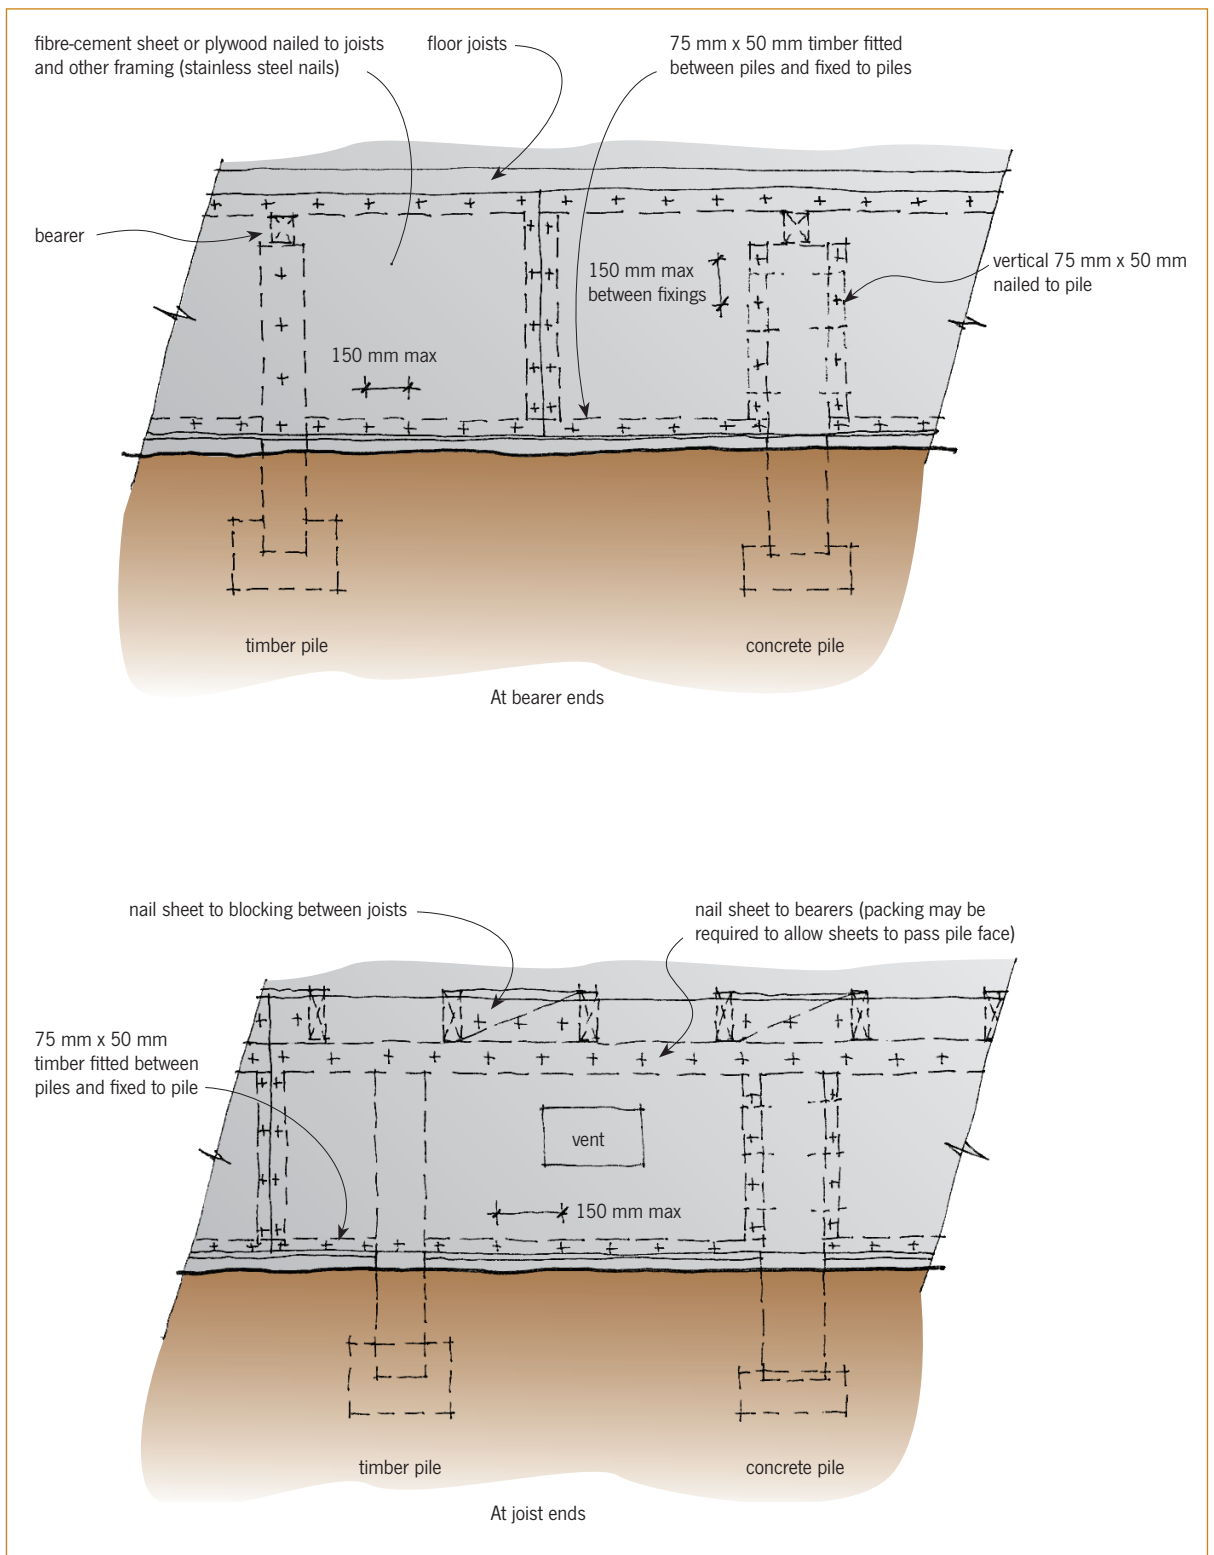 fibre-cement sheet or plywood nailed to joists
and other framing (stainless steel nails)
floor joists
75 mm x 50 mm timber fitted
between piles and fixed to piles
bearer
150 mm max
between fixings
vertical 75 mm x 50 mm
nailed to pile
150 mm max
timber pile
concrete pile
At bearer ends
nail sheet to blocking between joists
nail sheet to bearers (packing may be
required to allow sheets to pass pile face)
75 mm x 50 mm
timber fitted between
piles and fixed to pile
vent
150 mm max
timber pile
concrete pile
At joist ends